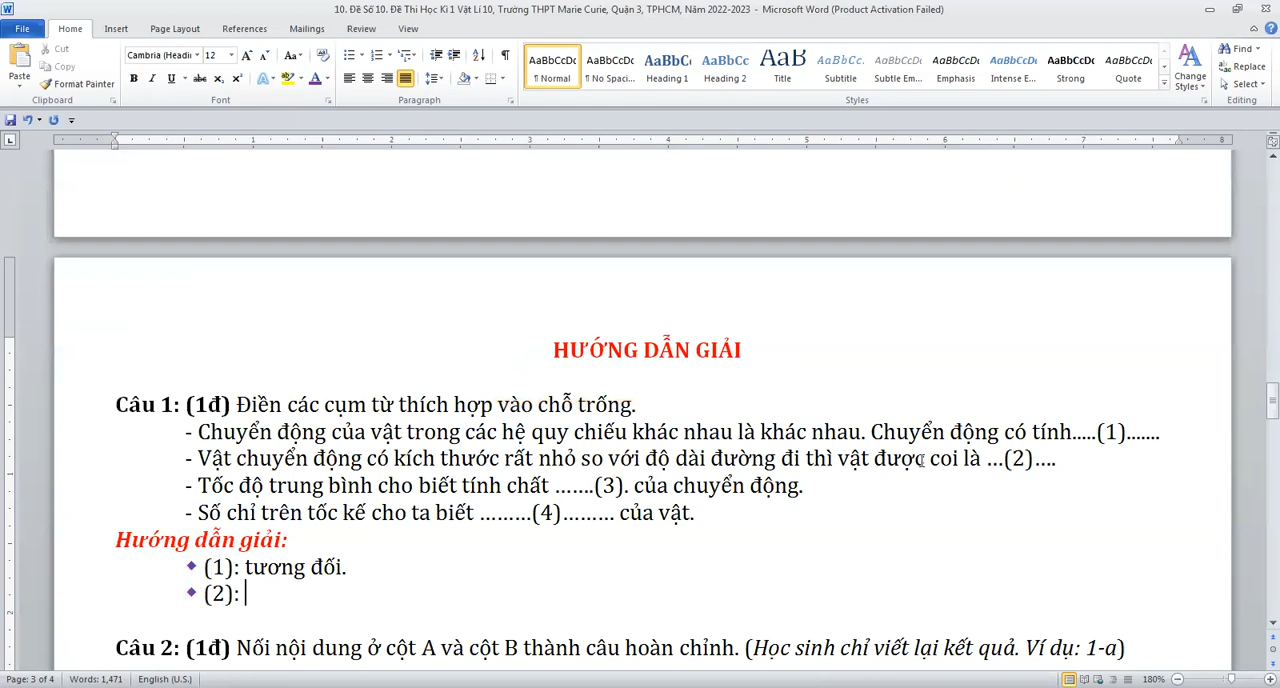 10. Đề Số 10. Đề Thi Học Kì 1 Vật Lí 10, Trường THPT Marie Curie, Quận 3, TPHCM, Năm 2022-2023 - Microsoft Word (Product Activation Failed)
File Home Insert Page Layout References Mailings Review View
Paste Cut Copy Format Painter
Clipboard
Cambria (Headi 12
Font
Paragraph
AaBbCcDc AaBbCcDc AaBbC AaBbCc AaB AaBbCc. AaBbCcDc AaBbCcDc AaBbCcDc AaBbCcDc AaBbCcDc
¶ Normal ¶ No Spaci... Heading 1 Heading 2 Title Subtitle Subtle Em... Emphasis Intense E... Strong Quote
Change Styles
Styles
Find Replace Select
Editing
1 2 3 4 5 6 7 8
HƯỚNG DẪN GIẢI
Câu 1: (1đ) Điền các cụm từ thích hợp vào chỗ trống.
- Chuyển động của vật trong các hệ quy chiếu khác nhau là khác nhau. Chuyển động có tính.....(1).......
- Vật chuyển động có kích thước rất nhỏ so với độ dài đường đi thì vật được coi là ...(2)....
- Tốc độ trung bình cho biết tính chất .......(3). của chuyển động.
- Số chỉ trên tốc kế cho ta biết .........(4)......... của vật.
Hướng dẫn giải:
(1): tương đối.
(2):
Câu 2: (1đ) Nối nội dung ở cột A và cột B thành câu hoàn chỉnh. (Học sinh chỉ viết lại kết quả. Ví dụ: 1-a)
Page: 3 of 4 Words: 1,471 English (U.S.) 180%